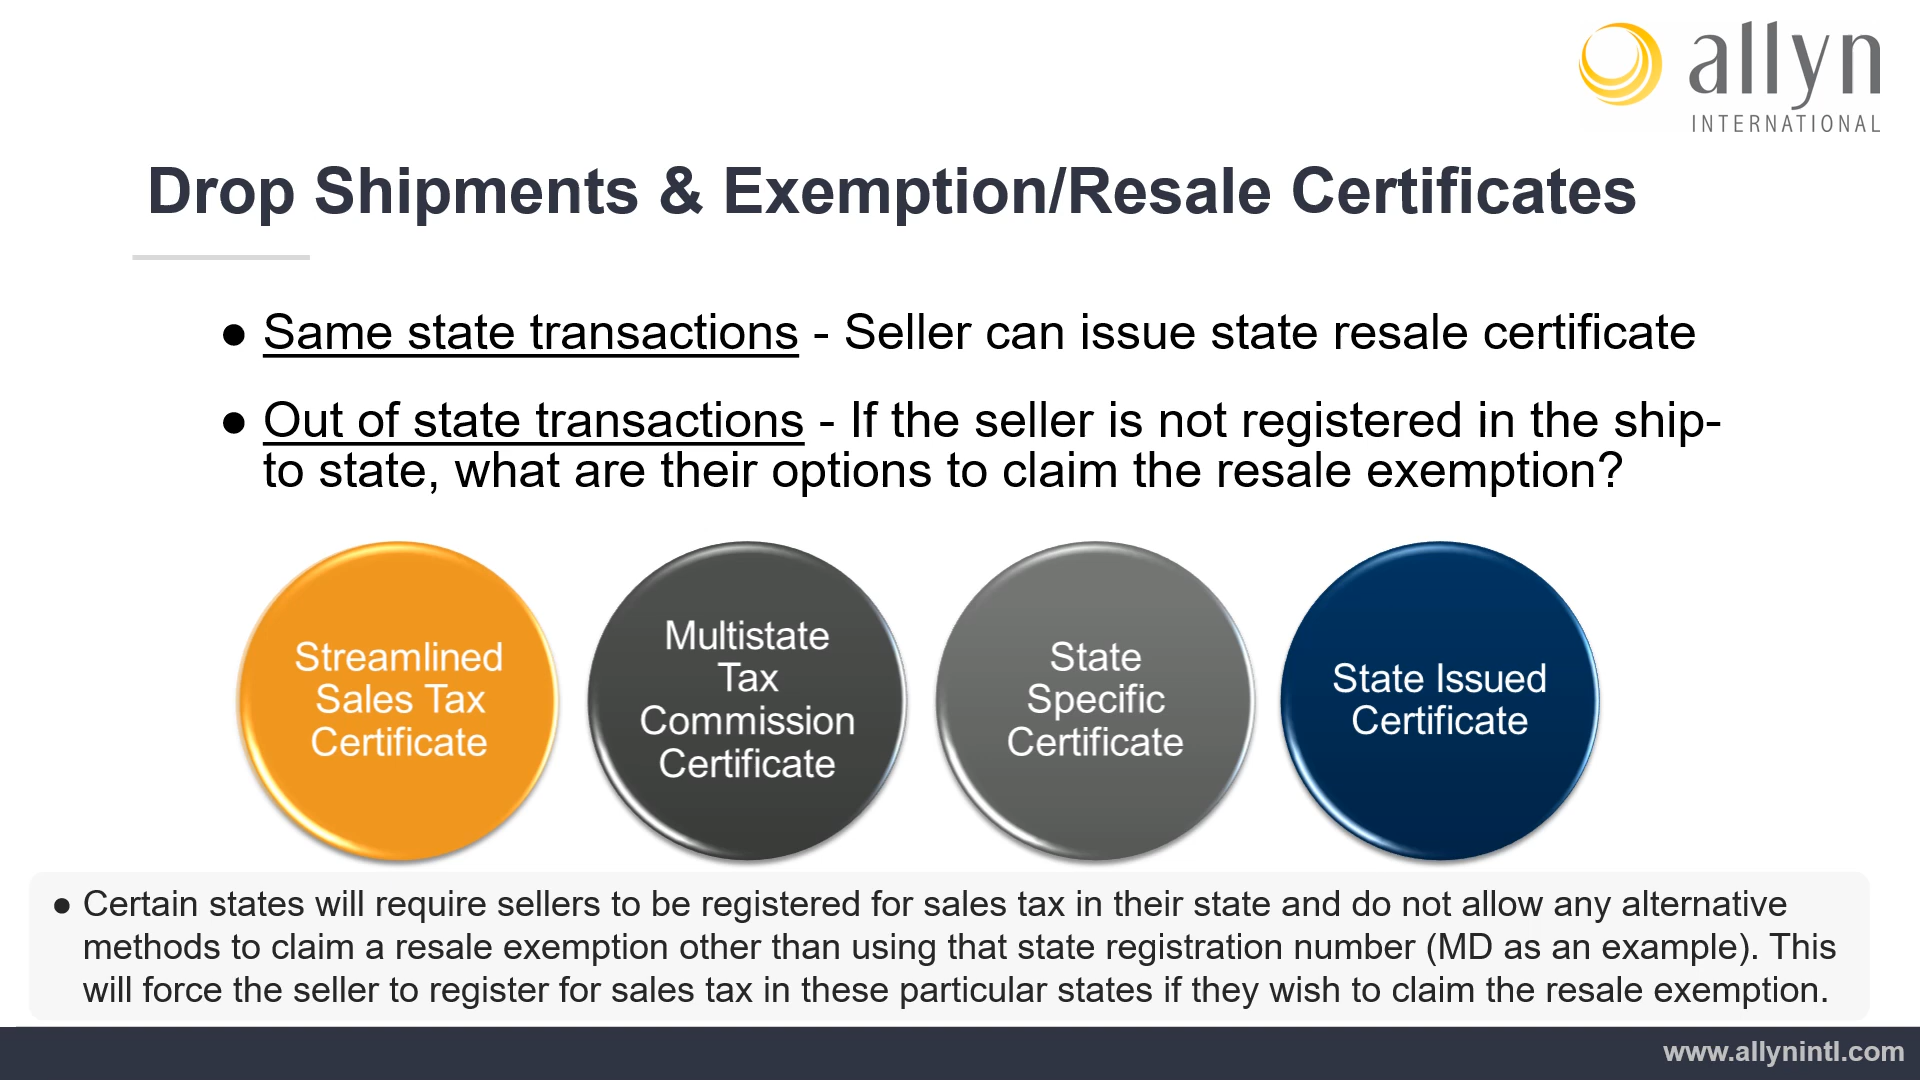 allyn
INTERNATIONAL
Drop Shipments & Exemption/Resale Certificates
● Same state transactions - Seller can issue state resale certificate
● Out of state transactions - If the seller is not registered in the ship-
to state, what are their options to claim the resale exemption?
Streamlined
Sales Tax
Certificate
Multistate
Tax
Commission
Certificate
State
Specific
Certificate
State Issued
Certificate
● Certain states will require sellers to be registered for sales tax in their state and do not allow any alternative
methods to claim a resale exemption other than using that state registration number (MD as an example). This
will force the seller to register for sales tax in these particular states if they wish to claim the resale exemption.
www.allynintl.com